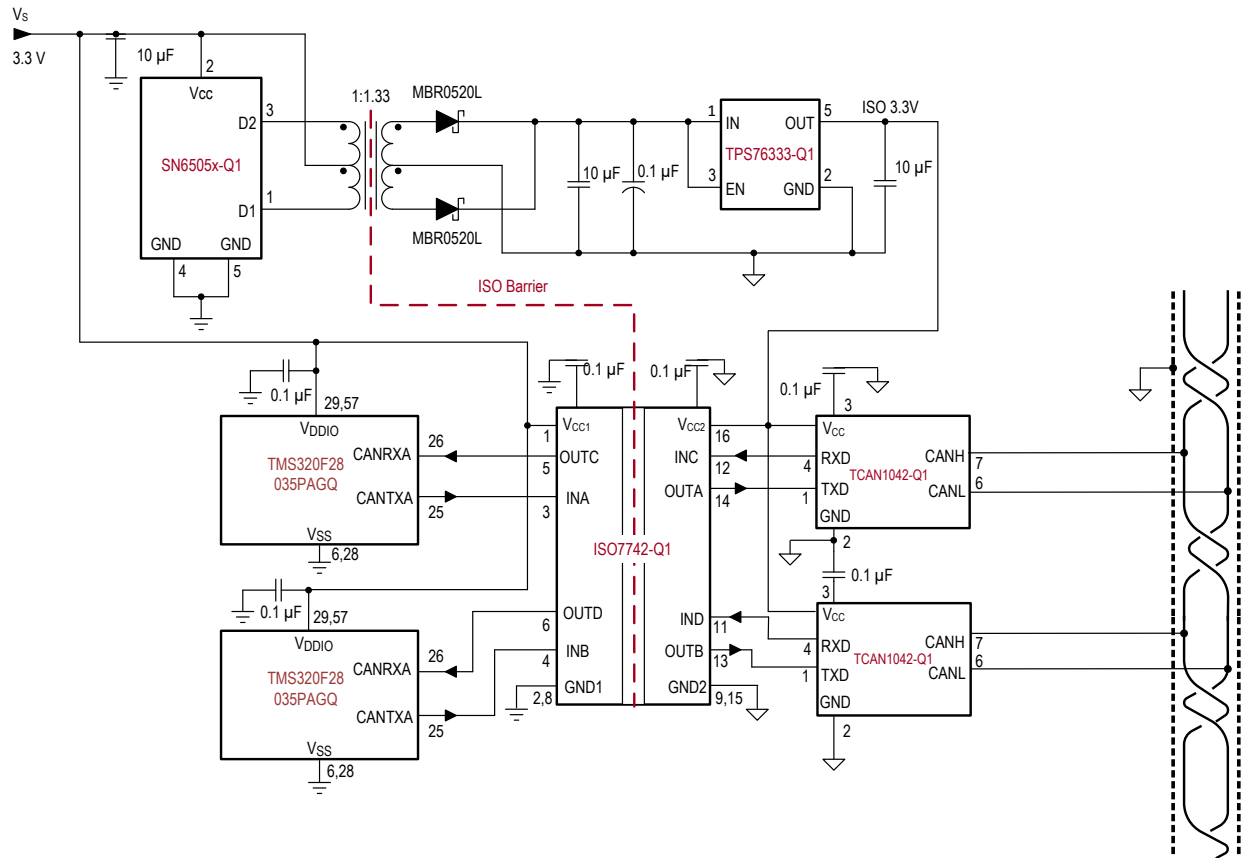 VS
3.3 V
10 µF
2
Vcc
3
D2
SN6505x-Q1
1
D1
GND
GND
4
5
1:1.33
MBR0520L
MBR0520L
10 µF
0.1 µF
1
IN
OUT
5
ISO 3.3V
TPS76333-Q1
3
EN
GND
2
10 µF
ISO Barrier
0.1 µF
29,57
VDDIO
TMS320F28
035PAGQ
CANRXA
26
CANTXA
25
VSS
6,28
0.1 µF
29,57
VDDIO
TMS320F28
035PAGQ
CANRXA
26
CANTXA
25
VSS
6,28
0.1 µF
0.1 µF
VCC1
1
OUTC
5
INA
3
ISO7742-Q1
OUTD
6
INB
4
GND1
2,8
VCC2
16
INC
12
OUTA
14
IND
11
OUTB
13
GND2
9,15
0.1 µF
3
VCC
RXD
4
TXD
1
GND
2
TCAN1042-Q1
CANH
7
CANL
6
0.1 µF
3
VCC
RXD
4
TXD
1
GND
2
TCAN1042-Q1
CANH
7
CANL
6